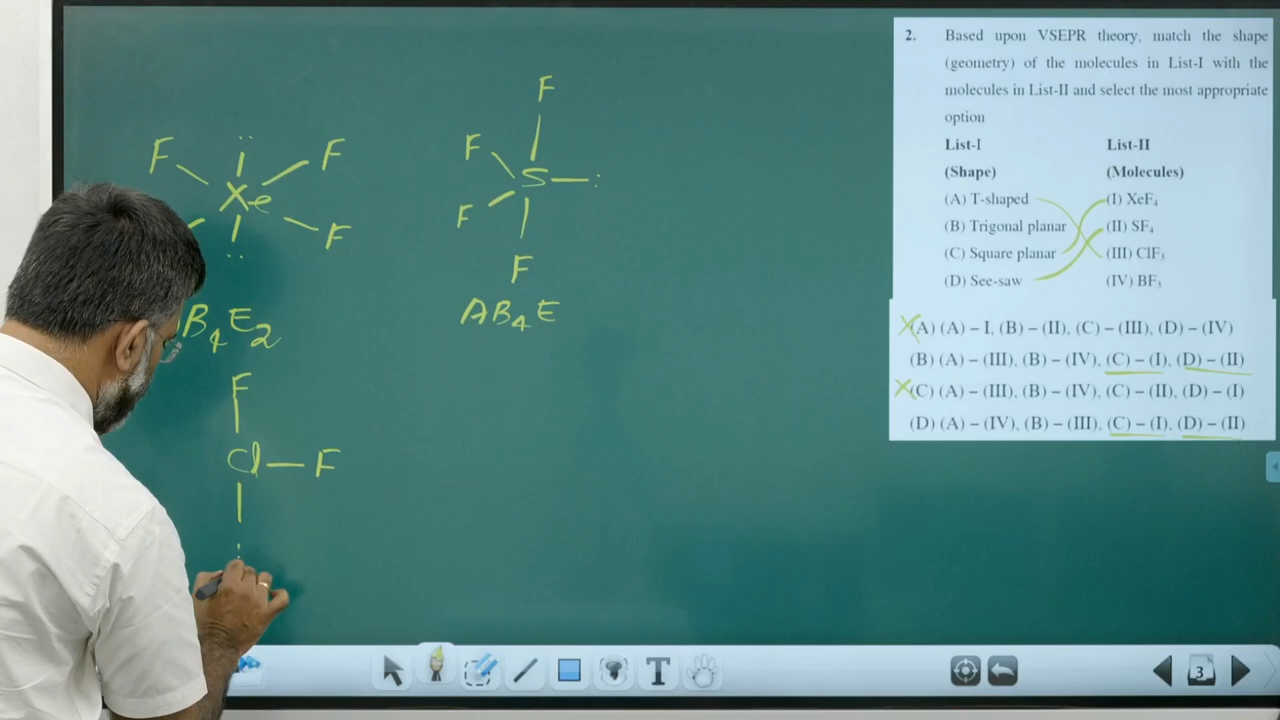 F
F
F
..
F
Xe
S
:
F
F
F
..
B₄E₂
AB₄E
F
Cl
F
2. Based upon VSEPR theory, match the shape
(geometry) of the molecules in List-I with the
molecules in List-II and select the most appropriate
option
List-I List-II
(Shape) (Molecules)
(A) T-shaped (I) XeF₄
(B) Trigonal planar (II) SF₄
(C) Square planar (III) ClF₃
(D) See-saw (IV) BF₃
X(A) (A) – I, (B) – (II), (C) – (III), (D) – (IV)
(B) (A) – (III), (B) – (IV), (C) – (I), (D) – (II)
X(C) (A) – (III), (B) – (IV), (C) – (II), (D) – (I)
(D) (A) – (IV), (B) – (III), (C) – (I), (D) – (II)
T
3